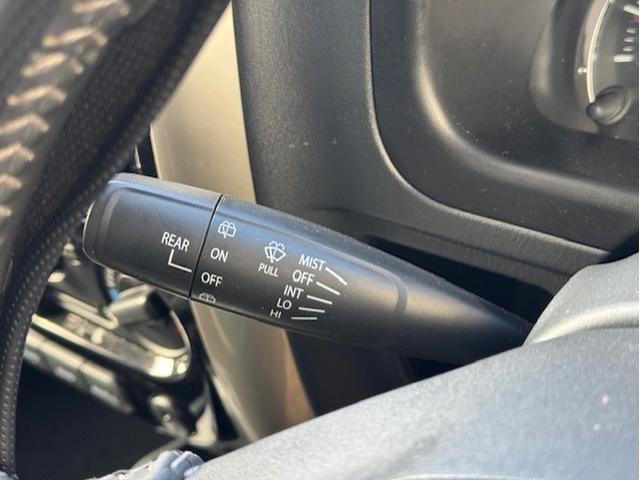 REAR
ON
OFF
PULL
MIST
OFF
INT
LO
HI